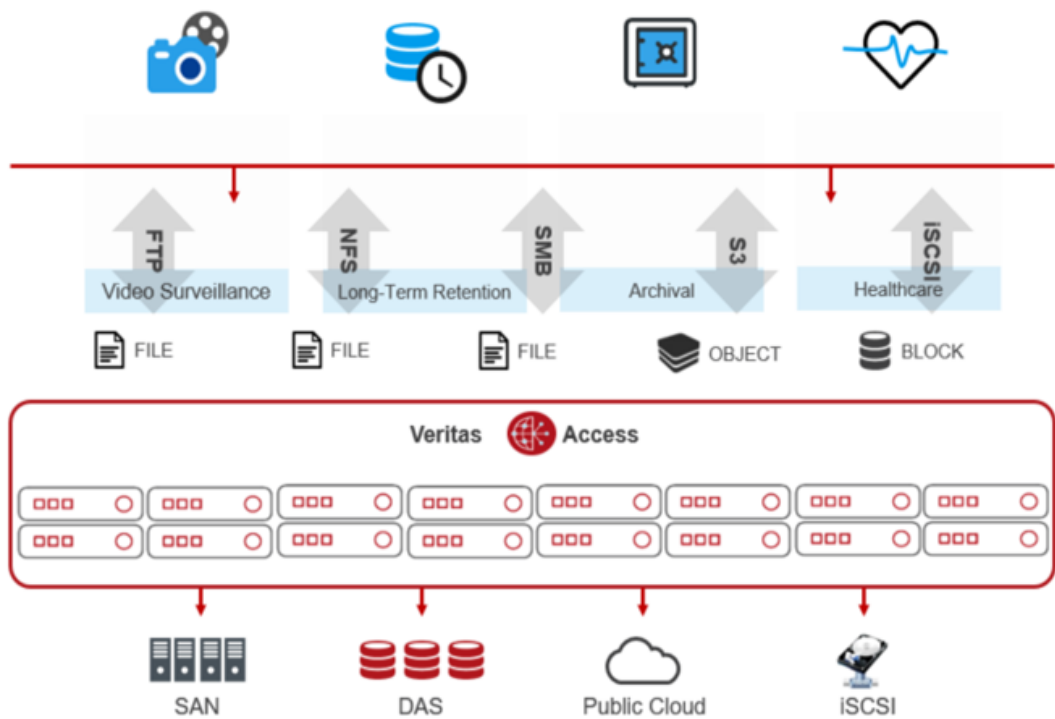 FTP
NFS
SMB
S3
iSCSI
Video Surveillance
Long-Term Retention
Archival
Healthcare
FILE
FILE
FILE
OBJECT
BLOCK
Veritas Access
SAN
DAS
Public Cloud
iSCSI